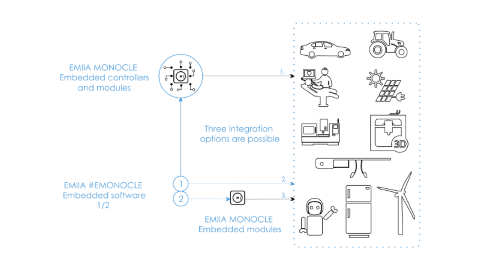 EMIIA MONOCLE
Embedded controllers
and modules
1.
Three integration
options are possible
3D
EMIIA #EMONOCLE
Embedded software
1/2
1
2
2.
3.
EMIIA MONOCLE
Embedded modules